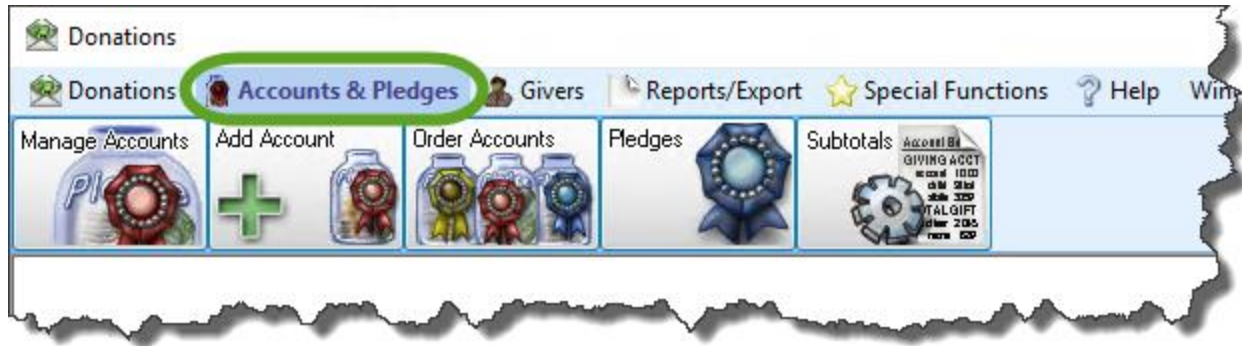 Donations
Donations Accounts & Pledges Givers Reports/Export Special Functions Help
Manage Accounts Add Account Order Accounts Pledges Subtotals
GIVING ACCT